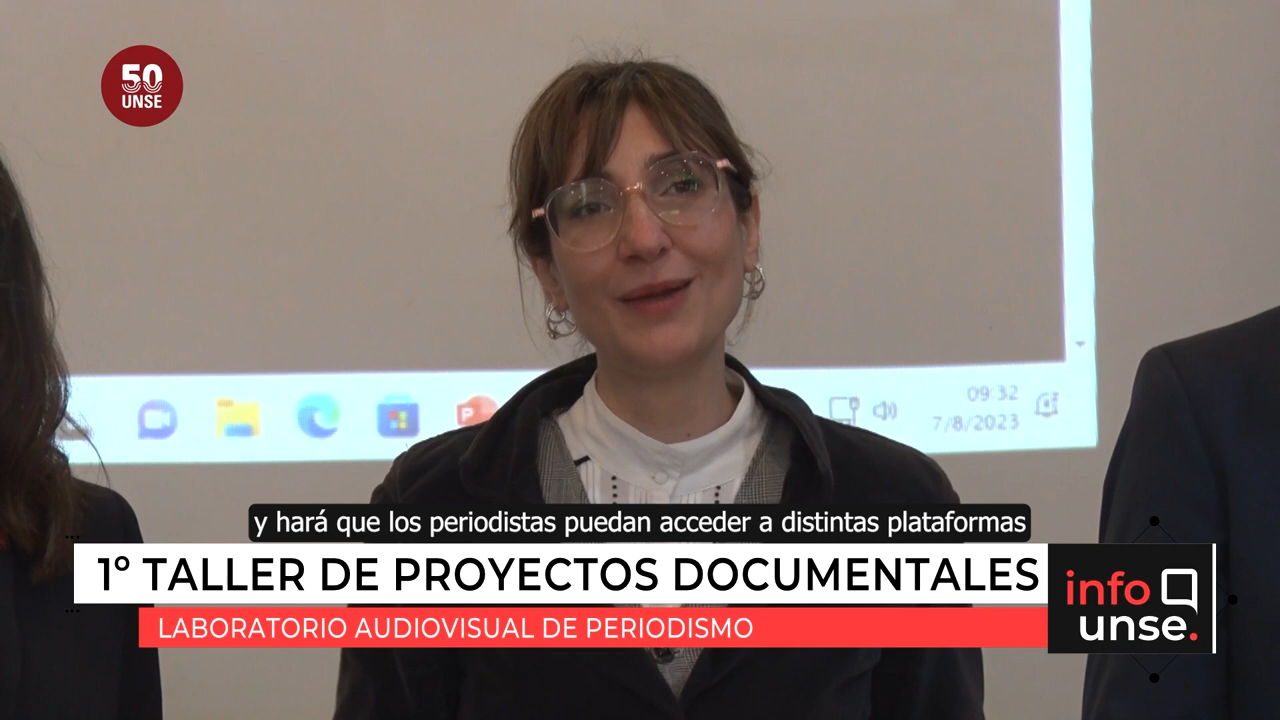 50
UNSE
P
09:32
7/8/2023
y hará que los periodistas puedan acceder a distintas plataformas
1º TALLER DE PROYECTOS DOCUMENTALES
LABORATORIO AUDIOVISUAL DE PERIODISMO
info
unse.